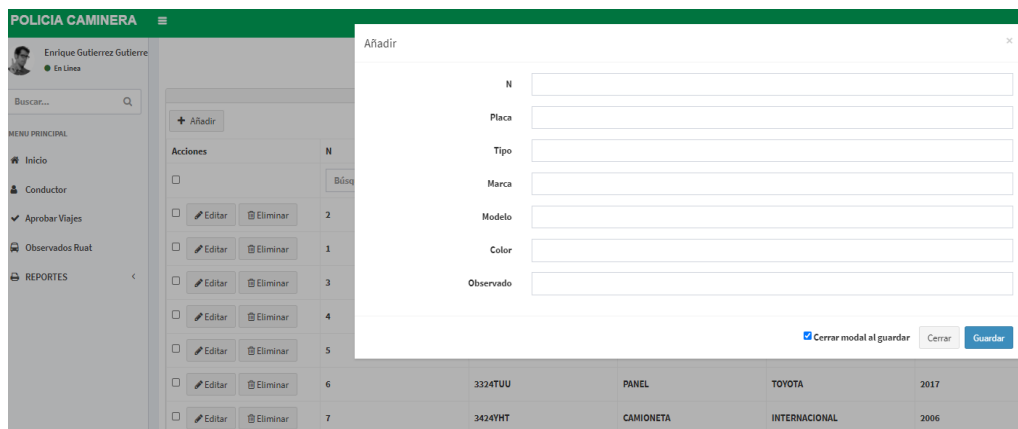 POLICIA CAMINERA
Enrique Gutierrez Gutierre
En Linea
Buscar...
MENU PRINCIPAL
Inicio
Conductor
Aprobar Viajes
Observados Ruat
REPORTES
Añadir
Acciones N
Búsq
Editar Eliminar 2
Editar Eliminar 1
Editar Eliminar 3
Editar Eliminar 4
Editar Eliminar 5
Editar Eliminar 6 3324TUU PANEL TOYOTA 2017
Editar Eliminar 7 3424YHT CAMIONETA INTERNACIONAL 2006
Añadir ×
N
Placa
Tipo
Marca
Modelo
Color
Observado
Cerrar modal al guardar Cerrar Guardar